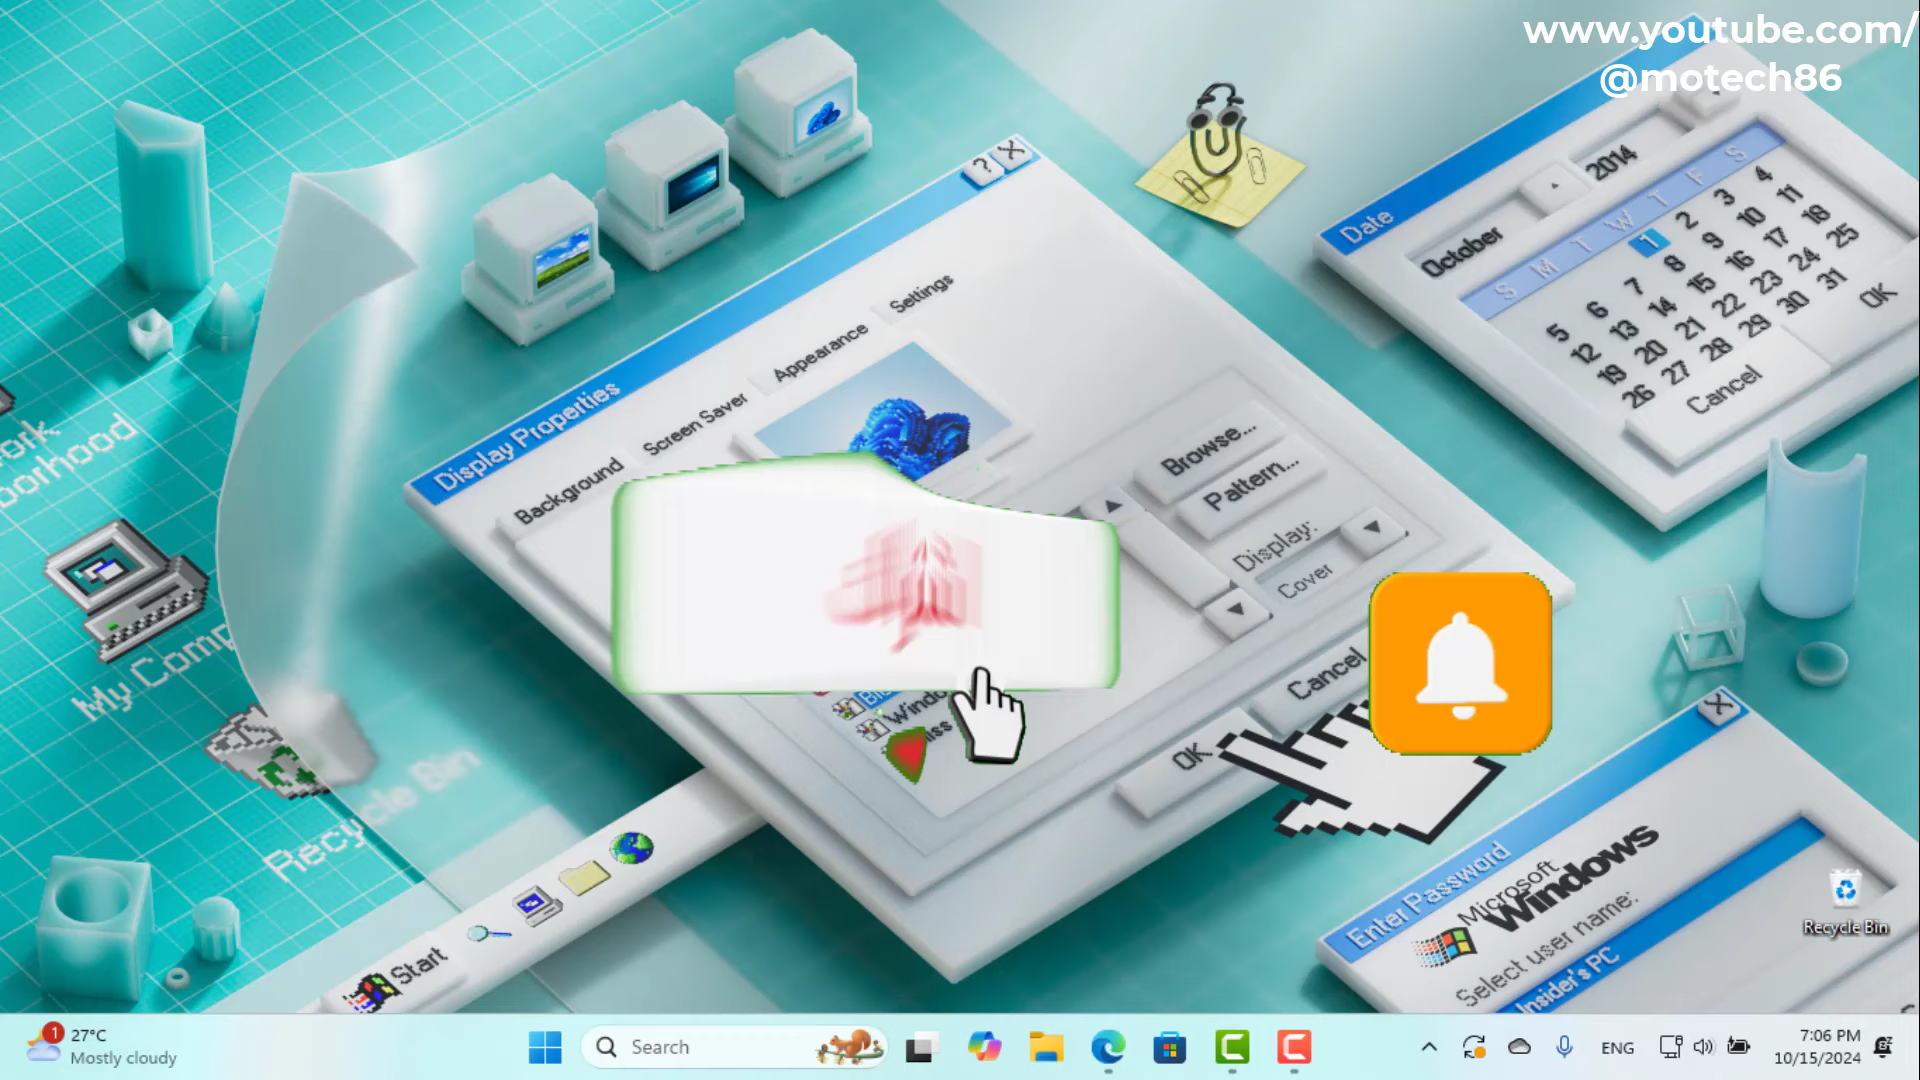 www.youtube.com/
@motech86
?
Date
October
2014
S M T W T F S
1 2 3 4
5 6 7 8 9 10 11
12 13 14 15 16 17 18
19 20 21 22 23 24 25
26 27 28 29 30 31
OK
Cancel
Display Properties
Background
Screen Saver
Appearance
Settings
Browse...
Pattern...
Display:
Cover
Cancel
OK
My Comp
Recycle Bin
Start
Enter Password
Microsoft
Windows
Select user name:
Insider's PC
Recycle Bin
1
27°C
Mostly cloudy
Search
ENG
7:06 PM
10/15/2024